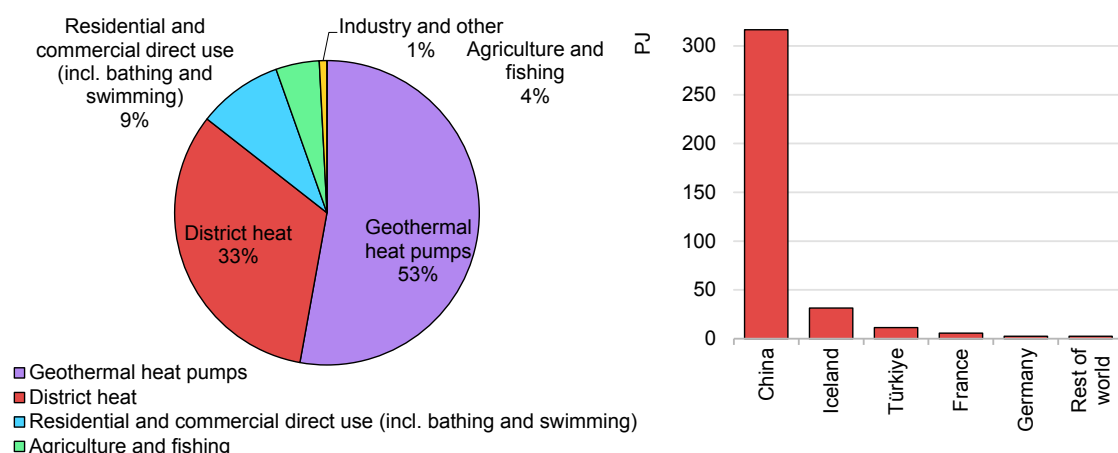 Residential and
commercial direct use
(incl. bathing and
swimming)
9%
Industry and other
1%
Agriculture and
fishing
4%
District heat
33%
Geothermal
heat pumps
53%
Geothermal heat pumps
District heat
Residential and commercial direct use (incl. bathing and swimming)
Agriculture and fishing
PJ
300
250
200
150
100
50
0
China
Iceland
Türkiye
France
Germany
Rest of
world